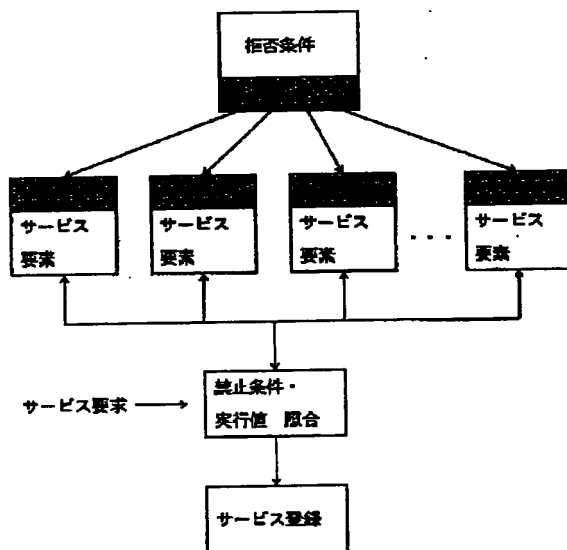 拒否条件
サービス
要素
サービス
要素
サービス
要素
・・・
サービス
要素
サービス要求
禁止条件・
実行値 照合
サービス登録